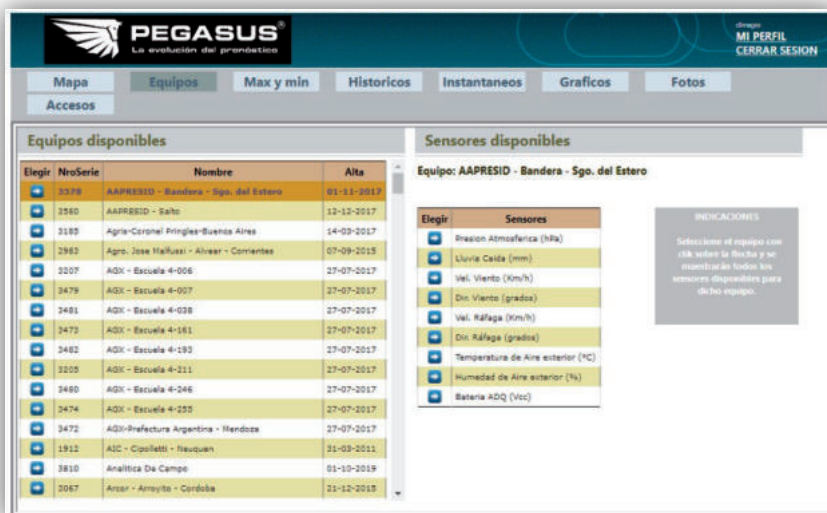 PEGASUS®
La evolución del pronóstico
dimagro
MI PERFIL
CERRAR SESION
Mapa Equipos Max y min Historicos Instantaneos Graficos Fotos
Accesos
Equipos disponibles
Elegir NroSerie Nombre Alta
3378 AAPRESID - Bandera - Sgo. del Estero 01-11-2017
3560 AAPRESID - Salto 12-12-2017
3185 Agris-Coronel Pringles-Buenos Aires 14-03-2017
2983 Agro. Jose Malfussi - Alvear - Corrientes 07-09-2015
3207 AGX - Escuela 4-006 27-07-2017
3479 AGX - Escuela 4-007 27-07-2017
3481 AGX - Escuela 4-038 27-07-2017
3473 AGX - Escuela 4-161 27-07-2017
3482 AGX - Escuela 4-193 27-07-2017
3205 AGX - Escuela 4-211 27-07-2017
3480 AGX - Escuela 4-246 27-07-2017
3474 AGX - Escuela 4-255 27-07-2017
3472 AGX-Prefectura Argentina - Mendoza 27-07-2017
1912 AIC - Cipolletti - Neuquen 31-03-2011
3810 Analitica De Campo 01-10-2019
3067 Arcor - Arroyito - Cordoba 21-12-2015
Sensores disponibles
Equipo: AAPRESID - Bandera - Sgo. del Estero
Elegir Sensores
Presion Atmosferica (hPa)
Lluvia Caida (mm)
Vel. Viento (Km/h)
Dir. Viento (grados)
Vel. Ráfaga (Km/h)
Dir. Ráfaga (grados)
Temperatura de Aire exterior (ºC)
Humedad de Aire exterior (%)
Bateria ADQ (Vcc)
INDICACIONES
Seleccione el equipo con
clik sobre la flecha y se
muestrarán todos los
sensores disponibles para
dicho equipo.